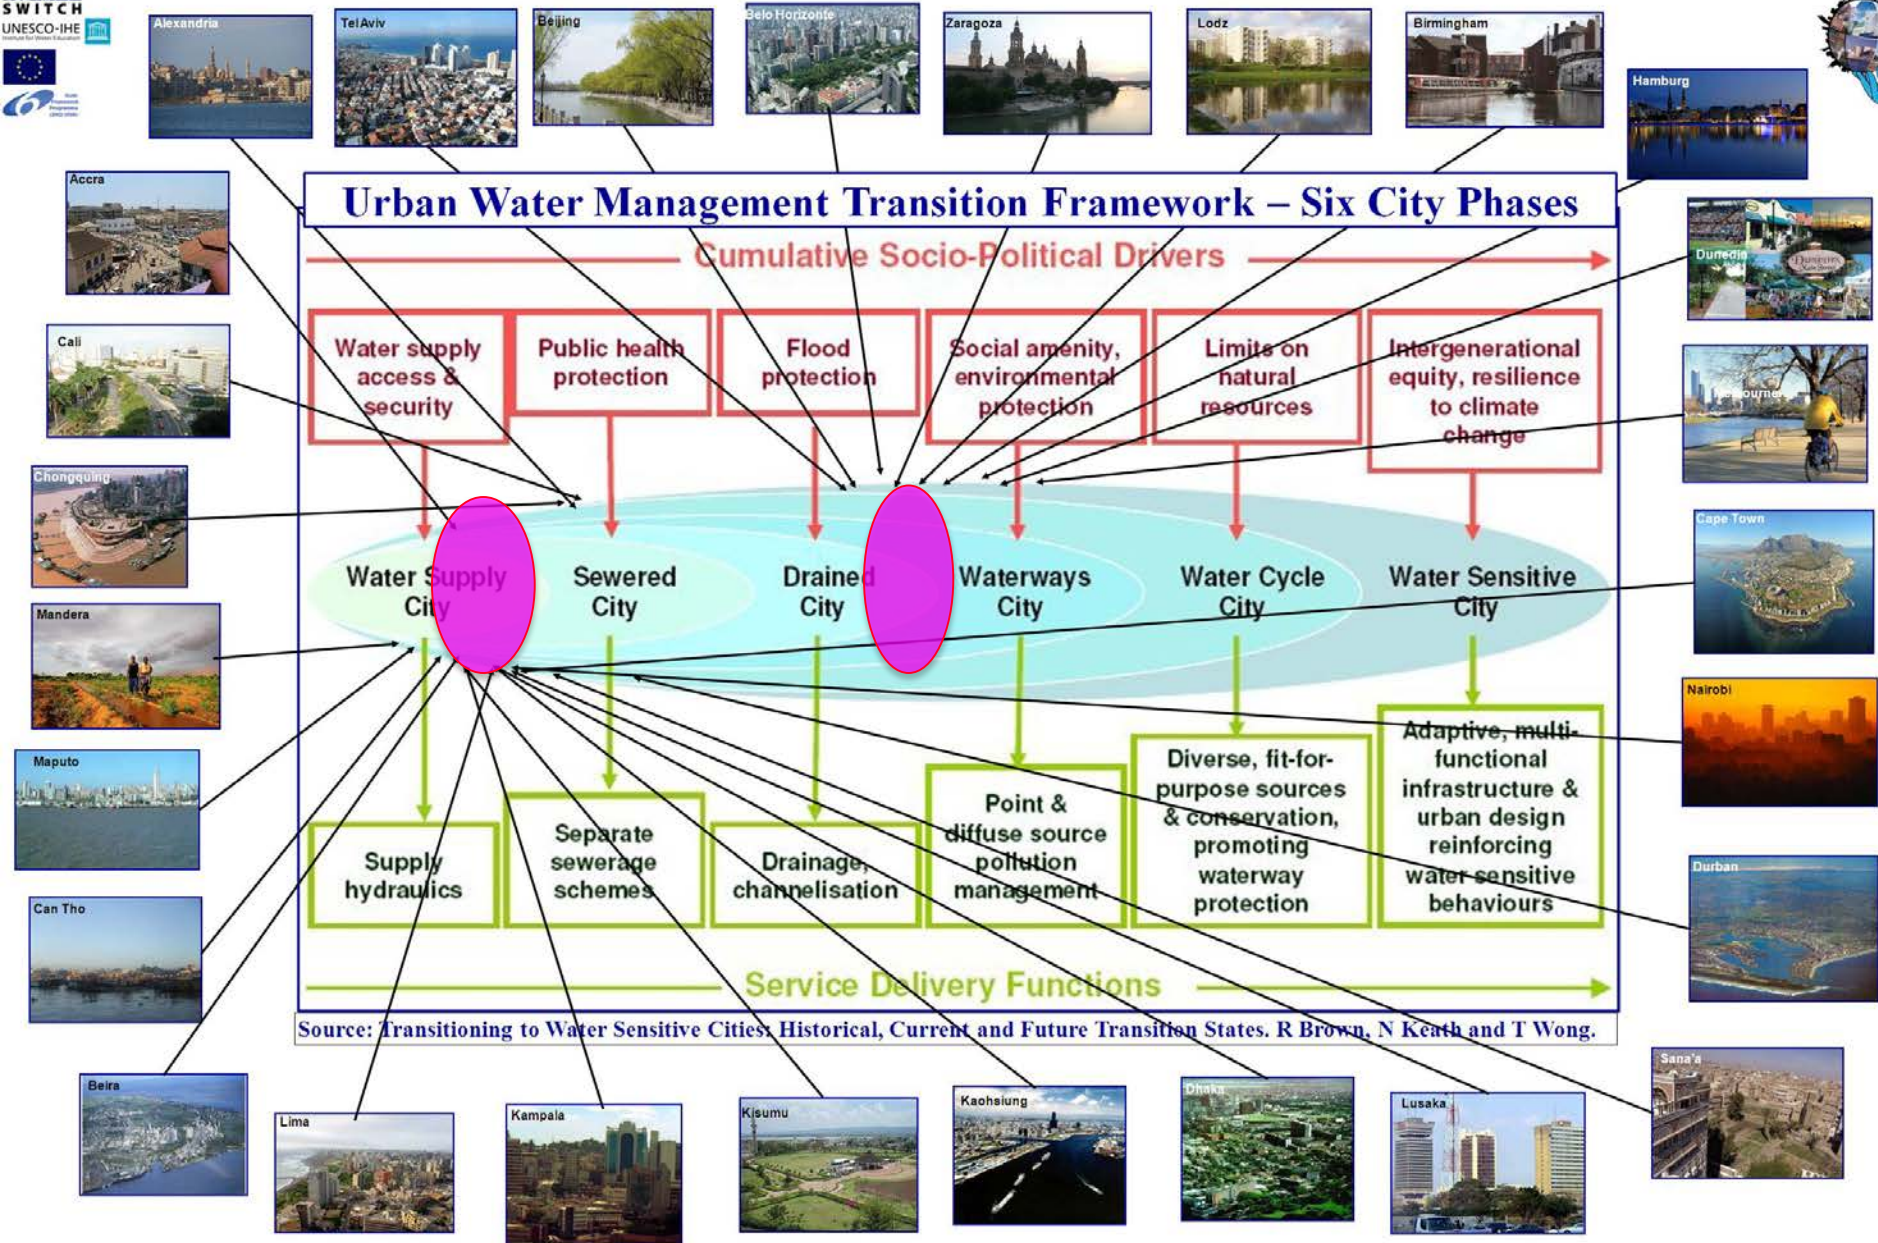 SWITCH
UNESCO-IHE
Institute for Water Education
Alexandria
Tel Aviv
Beijing
Belo Horizonte
Zaragoza
Lodz
Birmingham
Hamburg
Accra
Cali
Chongquing
Mandera
Maputo
Can Tho
Beira
Lima
Kampala
Kisumu
Kaohsiung
Dhaka
Lusaka
Sana'a
Durban
Nairobi
Cape Town
Dunedin
DUNEDIN
Urban Water Management Transition Framework – Six City Phases
Cumulative Socio-Political Drivers
Water supply
access &
security
Public health
protection
Flood
protection
Social amenity,
environmental
protection
Limits on
natural
resources
Intergenerational
equity, resilience
to climate
change
Water Supply
City
Sewered
City
Drained
City
Waterways
City
Water Cycle
City
Water Sensitive
City
Supply
hydraulics
Separate
sewerage
schemes
Drainage,
channelisation
Point &
diffuse source
pollution
management
Diverse, fit-for-
purpose sources
& conservation,
promoting
waterway
protection
Adaptive, multi-
functional
infrastructure &
urban design
reinforcing
water sensitive
behaviours
Service Delivery Functions
Source: Transitioning to Water Sensitive Cities: Historical, Current and Future Transition States. R Brown, N Keath and T Wong.